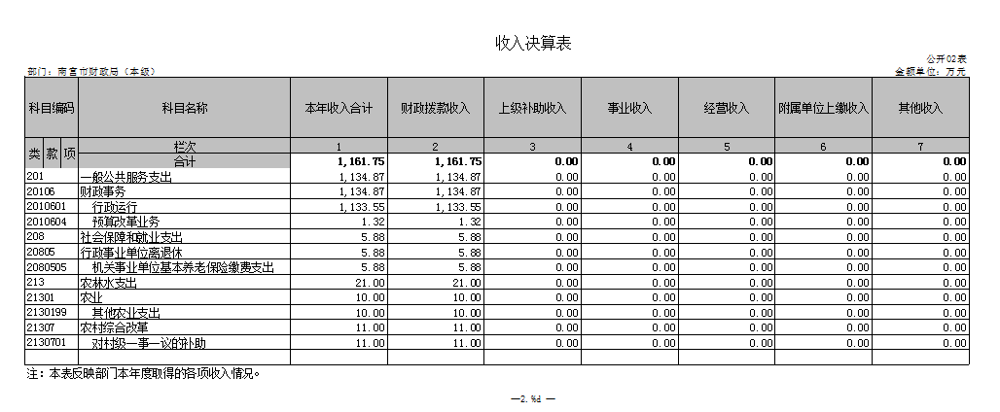 收入决算表
公开02表
部门：南宫市财政局（本级） 金额单位：万元
科目编码 科目名称 本年收入合计 财政拨款收入 上级补助收入 事业收入 经营收入 附属单位上缴收入 其他收入
类 款 项 栏次 1 2 3 4 5 6 7
合计 1,161.75 1,161.75 0.00 0.00 0.00 0.00 0.00
201 一般公共服务支出 1,134.87 1,134.87 0.00 0.00 0.00 0.00 0.00
20106 财政事务 1,134.87 1,134.87 0.00 0.00 0.00 0.00 0.00
2010601 行政运行 1,133.55 1,133.55 0.00 0.00 0.00 0.00 0.00
2010604 预算改革业务 1.32 1.32 0.00 0.00 0.00 0.00 0.00
208 社会保障和就业支出 5.88 5.88 0.00 0.00 0.00 0.00 0.00
20805 行政事业单位离退休 5.88 5.88 0.00 0.00 0.00 0.00 0.00
2080505 机关事业单位基本养老保险缴费支出 5.88 5.88 0.00 0.00 0.00 0.00 0.00
213 农林水支出 21.00 21.00 0.00 0.00 0.00 0.00 0.00
21301 农业 10.00 10.00 0.00 0.00 0.00 0.00 0.00
2130199 其他农业支出 10.00 10.00 0.00 0.00 0.00 0.00 0.00
21307 农村综合改革 11.00 11.00 0.00 0.00 0.00 0.00 0.00
2130701 对村级一事一议的补助 11.00 11.00 0.00 0.00 0.00 0.00 0.00
注：本表反映部门本年度取得的各项收入情况。
—2.%d —